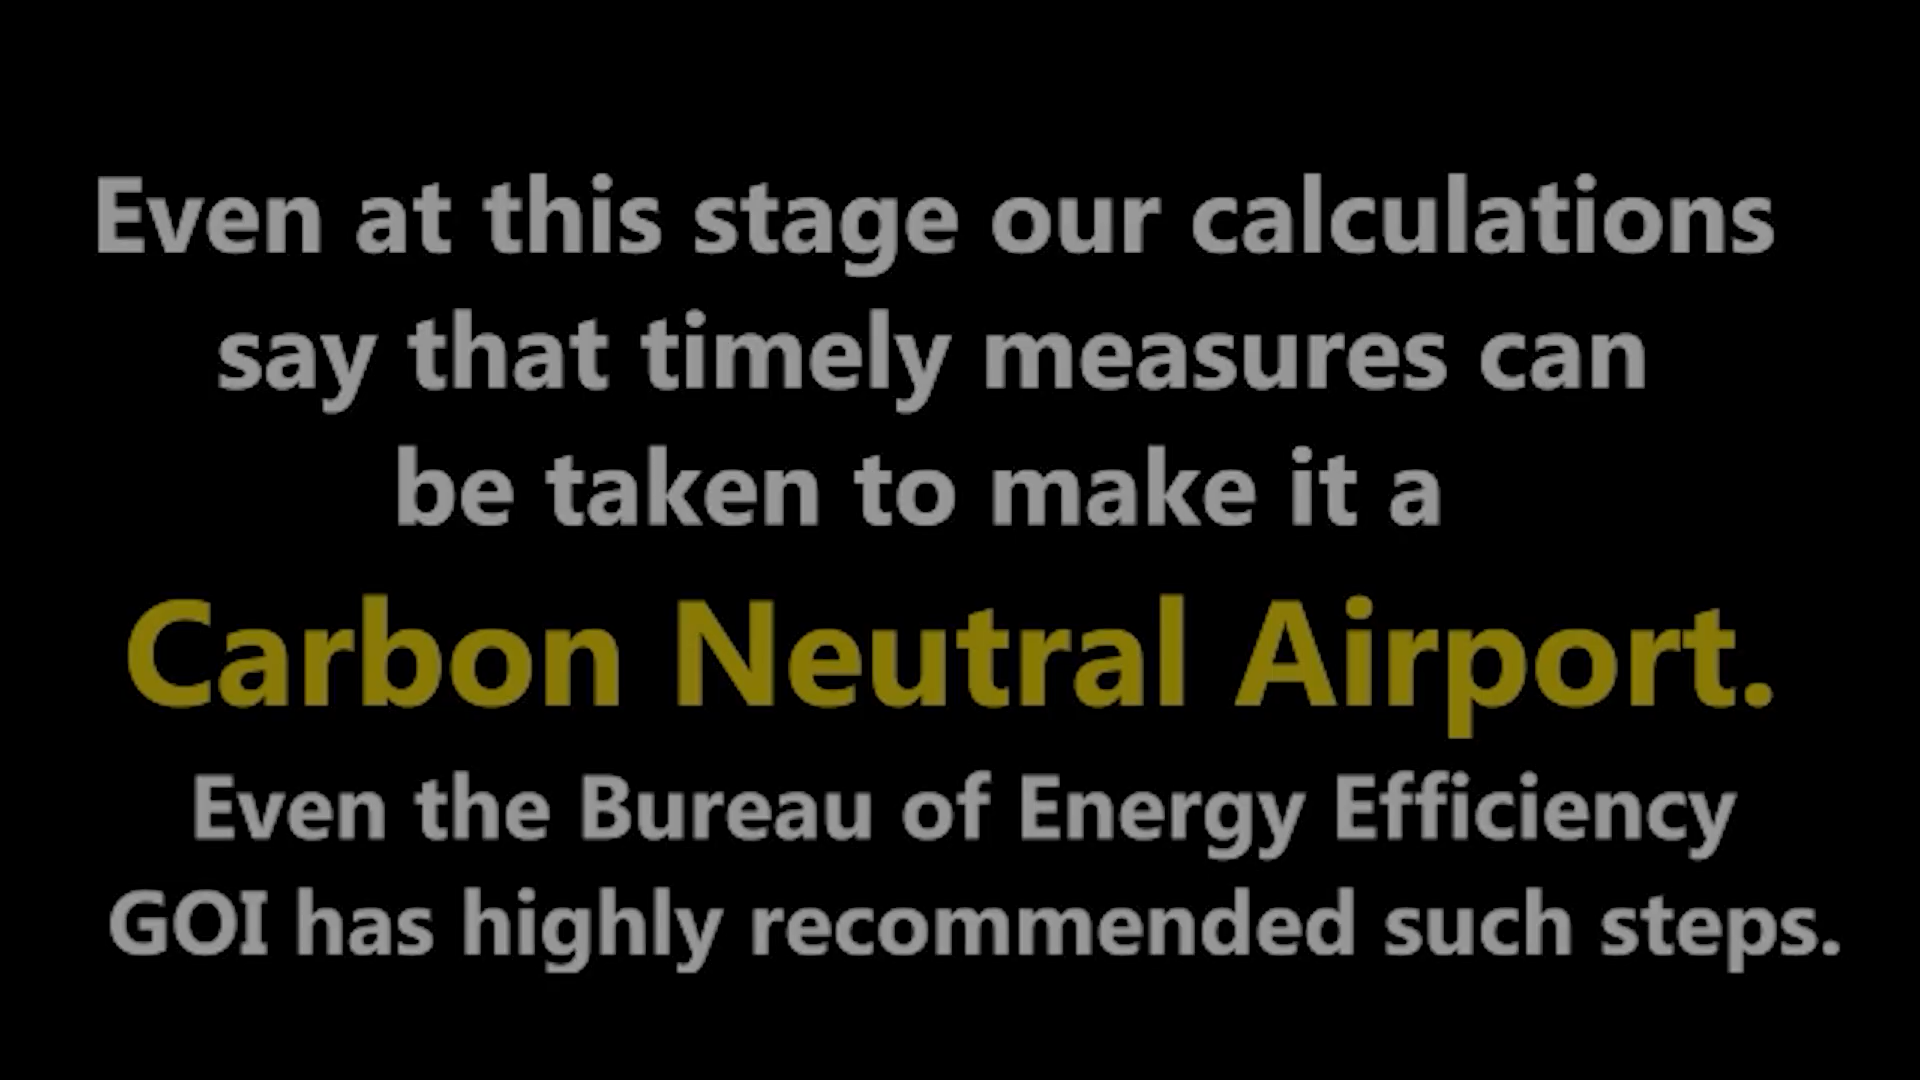 Even at this stage our calculations
say that timely measures can
be taken to make it a
Carbon Neutral Airport.
Even the Bureau of Energy Efficiency
GOI has highly recommended such steps.